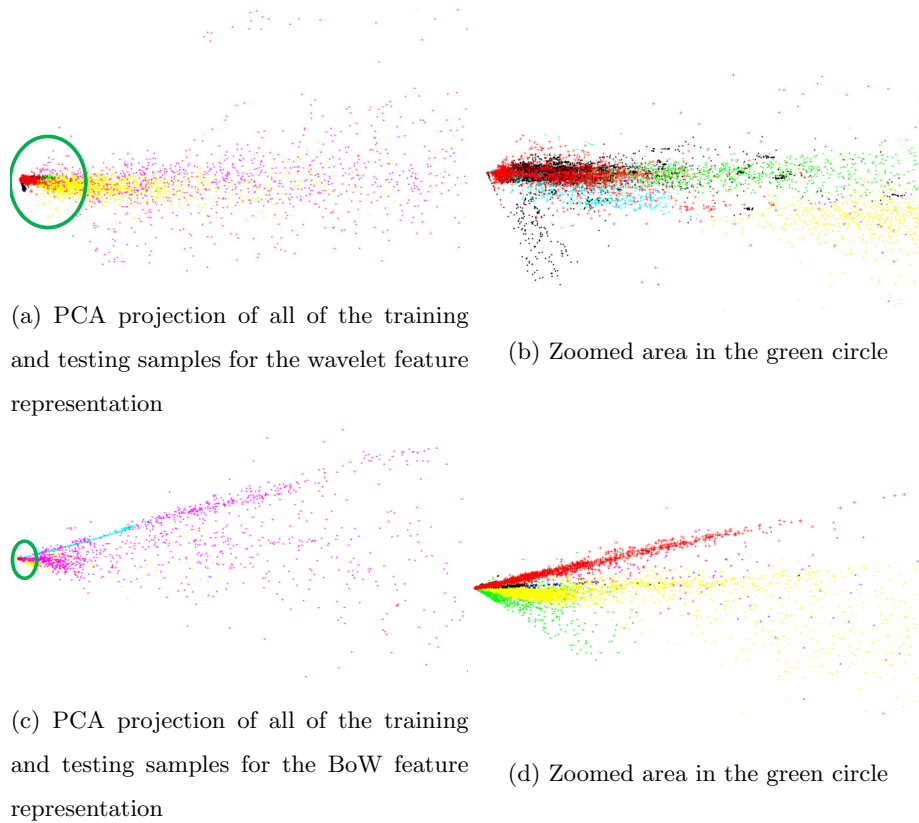 (a) PCA projection of all of the training
and testing samples for the wavelet feature
representation
(b) Zoomed area in the green circle
(c) PCA projection of all of the training
and testing samples for the BoW feature
representation
(d) Zoomed area in the green circle